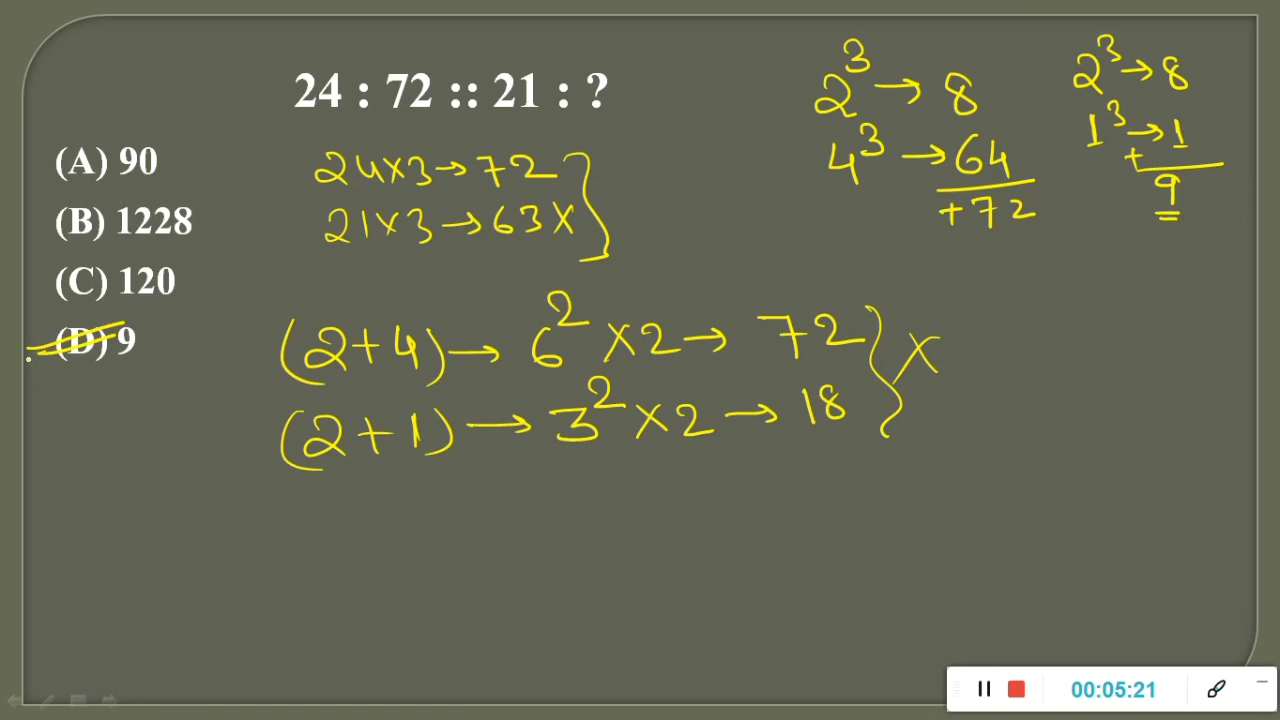 24 : 72 :: 21 : ?
(A) 90
(B) 1228
(C) 120
(D) 9
24×3→72
21×3→63×
2³→8
4³→64
+72
2³→8
1³→1
+
9
(2+4)→6²×2→72
(2+1)→3²×2→18
×
00:05:21